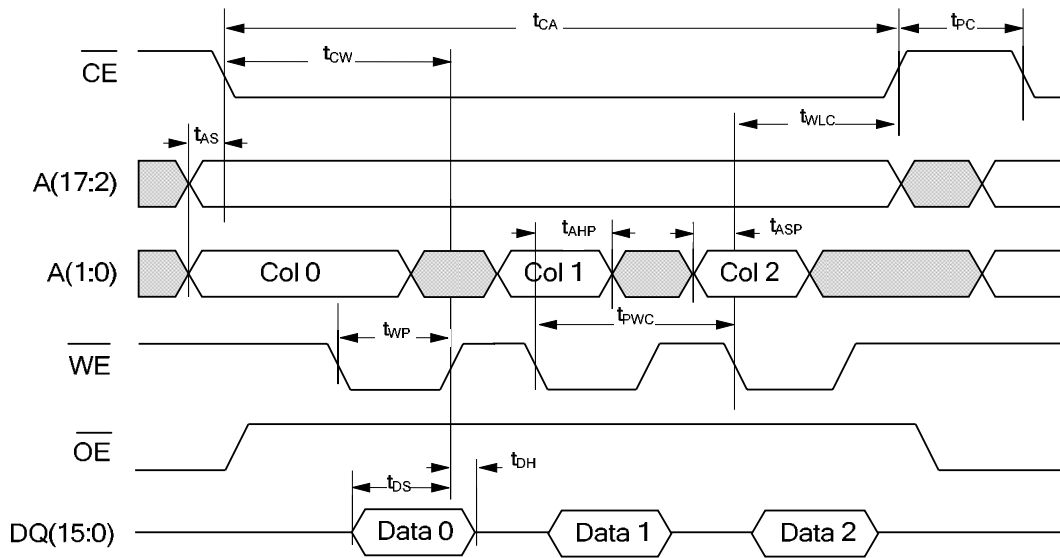 tCA
tPC
CE
tCW
tWLC
tAS
A(17:2)
tAHP
tASP
A(1:0)
Col 0
Col 1
Col 2
tWP
tPWC
WE
OE
tDS
tDH
DQ(15:0)
Data 0
Data 1
Data 2